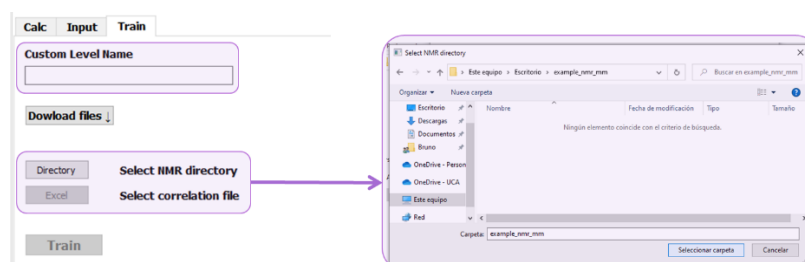 Calc Input Train
Custom Level Name
Dowload files ↓
Directory Select NMR directory
Excel Select correlation file
Train
Select NMR directory
Este equipo > Escritorio > example_nmr_mm
Buscar en example_nmr_mm
Organizar Nueva carpeta
Escritorio
Descargas
Documentos
Bruno
OneDrive - Person
OneDrive - UCA
Este equipo
Red
Nombre Fecha de modificación Tipo Tamaño
Ningún elemento coincide con el criterio de búsqueda.
Carpeta: example_nmr_mm
Seleccionar carpeta Cancelar